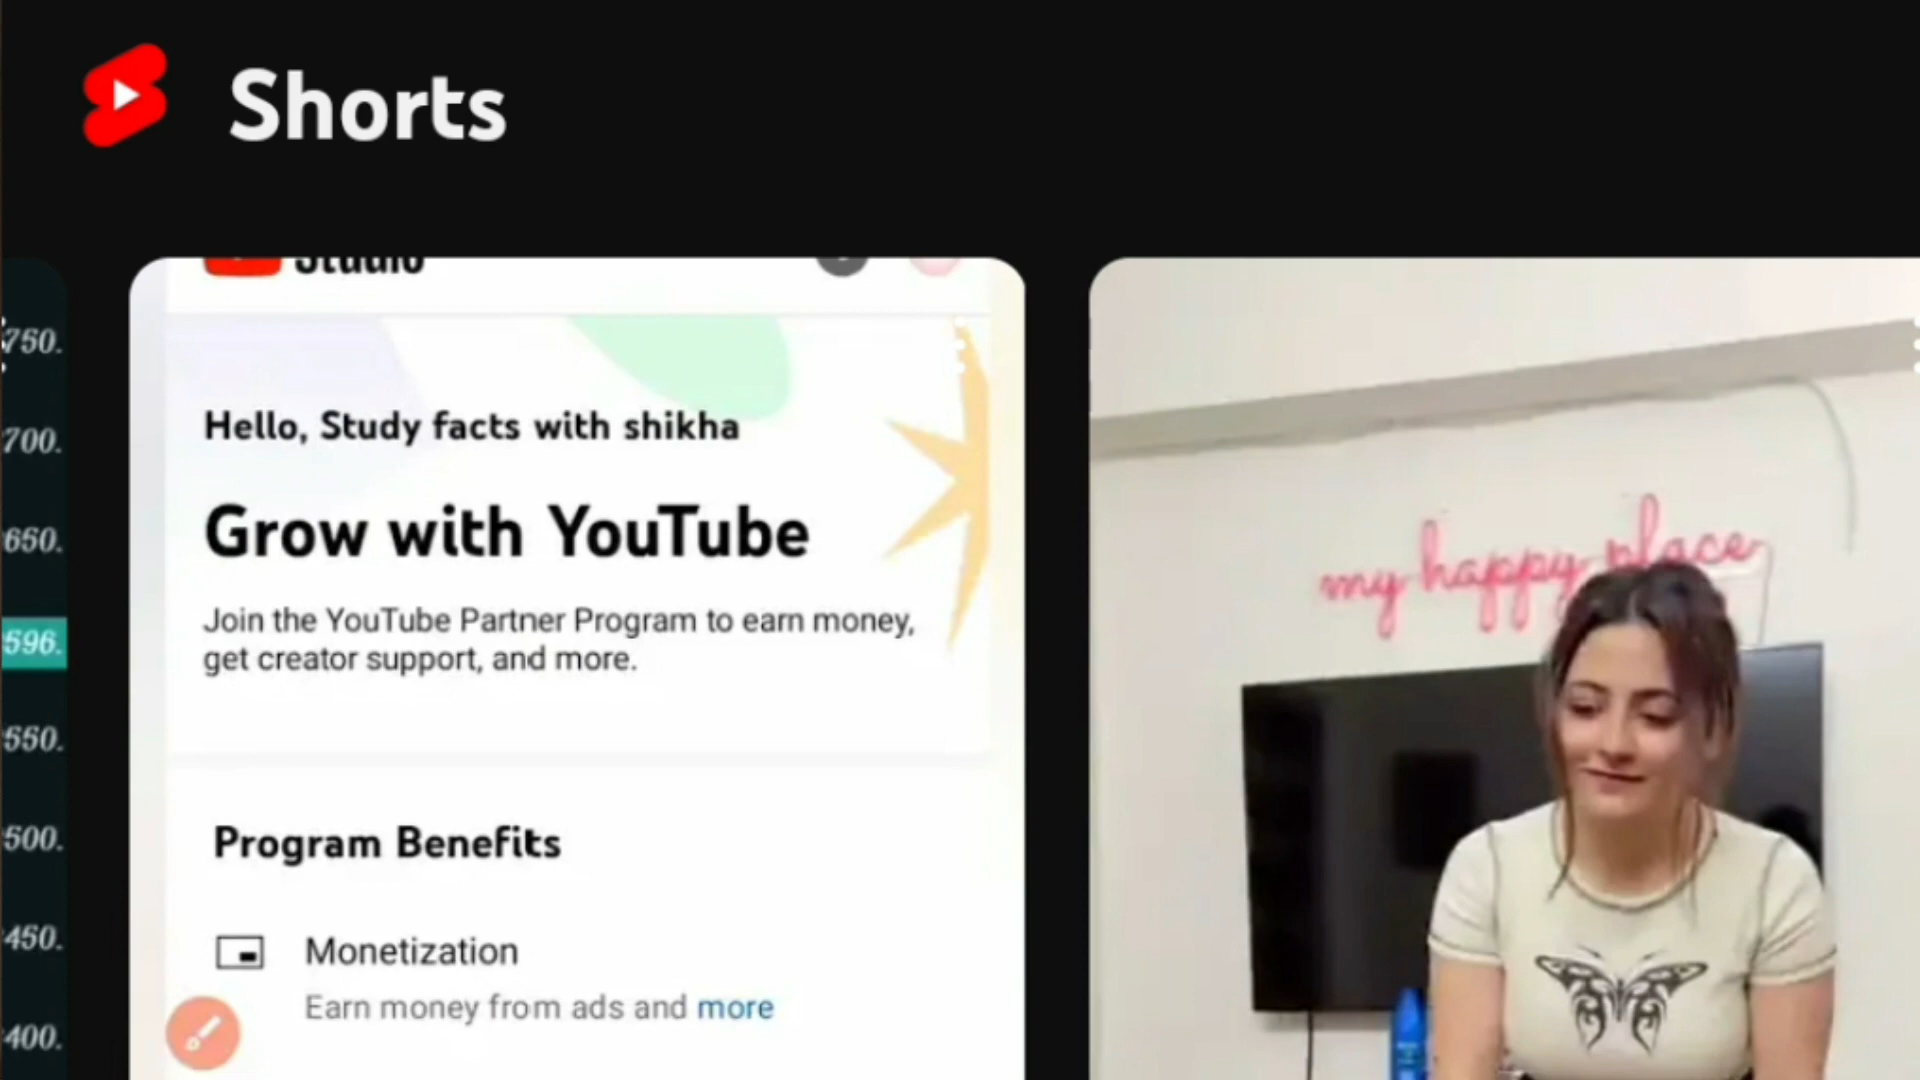 Shorts
750.
700.
650.
596.
550.
500.
450.
400.
Studio
Hello, Study facts with shikha
Grow with YouTube
Join the YouTube Partner Program to earn money,
get creator support, and more.
Program Benefits
Monetization
Earn money from ads and more
my happy place